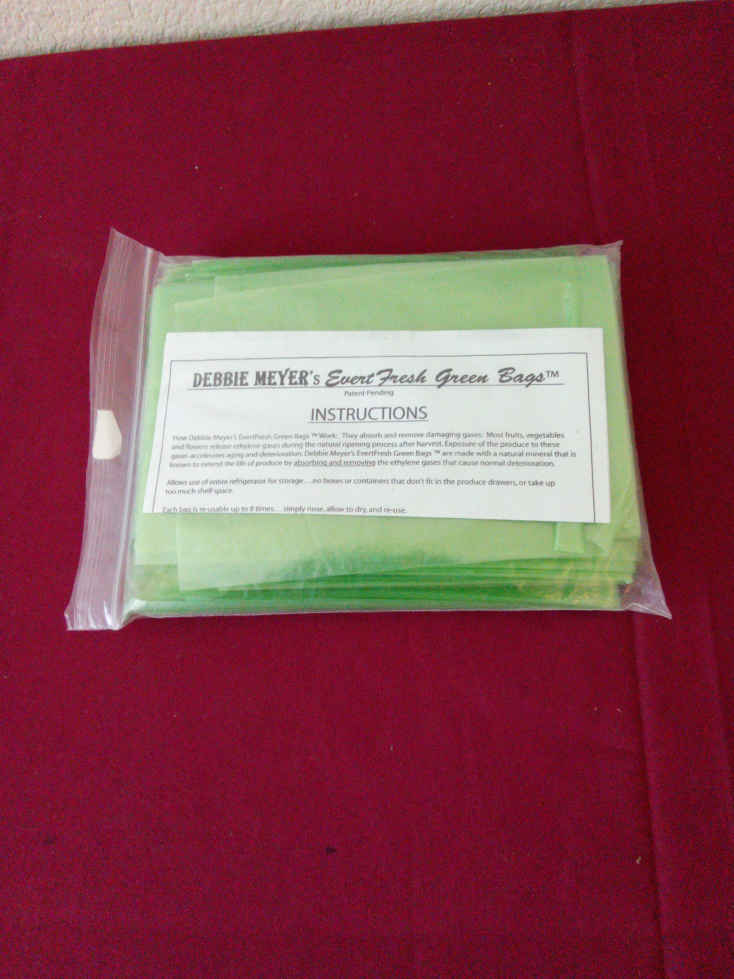 DEBBIE MEYER's EvertFresh Green Bags™
Patent Pending
INSTRUCTIONS
How Debbie Meyer's EvertFresh Green Bags ™ Work: They absorb and remove damaging gases: Most fruits, vegetables
and flowers release ethylene gases during the natural ripening process after harvest. Exposure of the produce to these
gases accelerates aging and deterioration. Debbie Meyer's EvertFresh Green Bags ™ are made with a natural mineral that is
known to extend the life of produce by absorbing and removing the ethylene gases that cause normal deterioration.
Allows use of entire refrigerator for storage....no boxes or containers that don't fit in the produce drawers, or take up
too much shelf space.
Each bag is re-usable up to 8 times... simply rinse, allow to dry, and re-use.